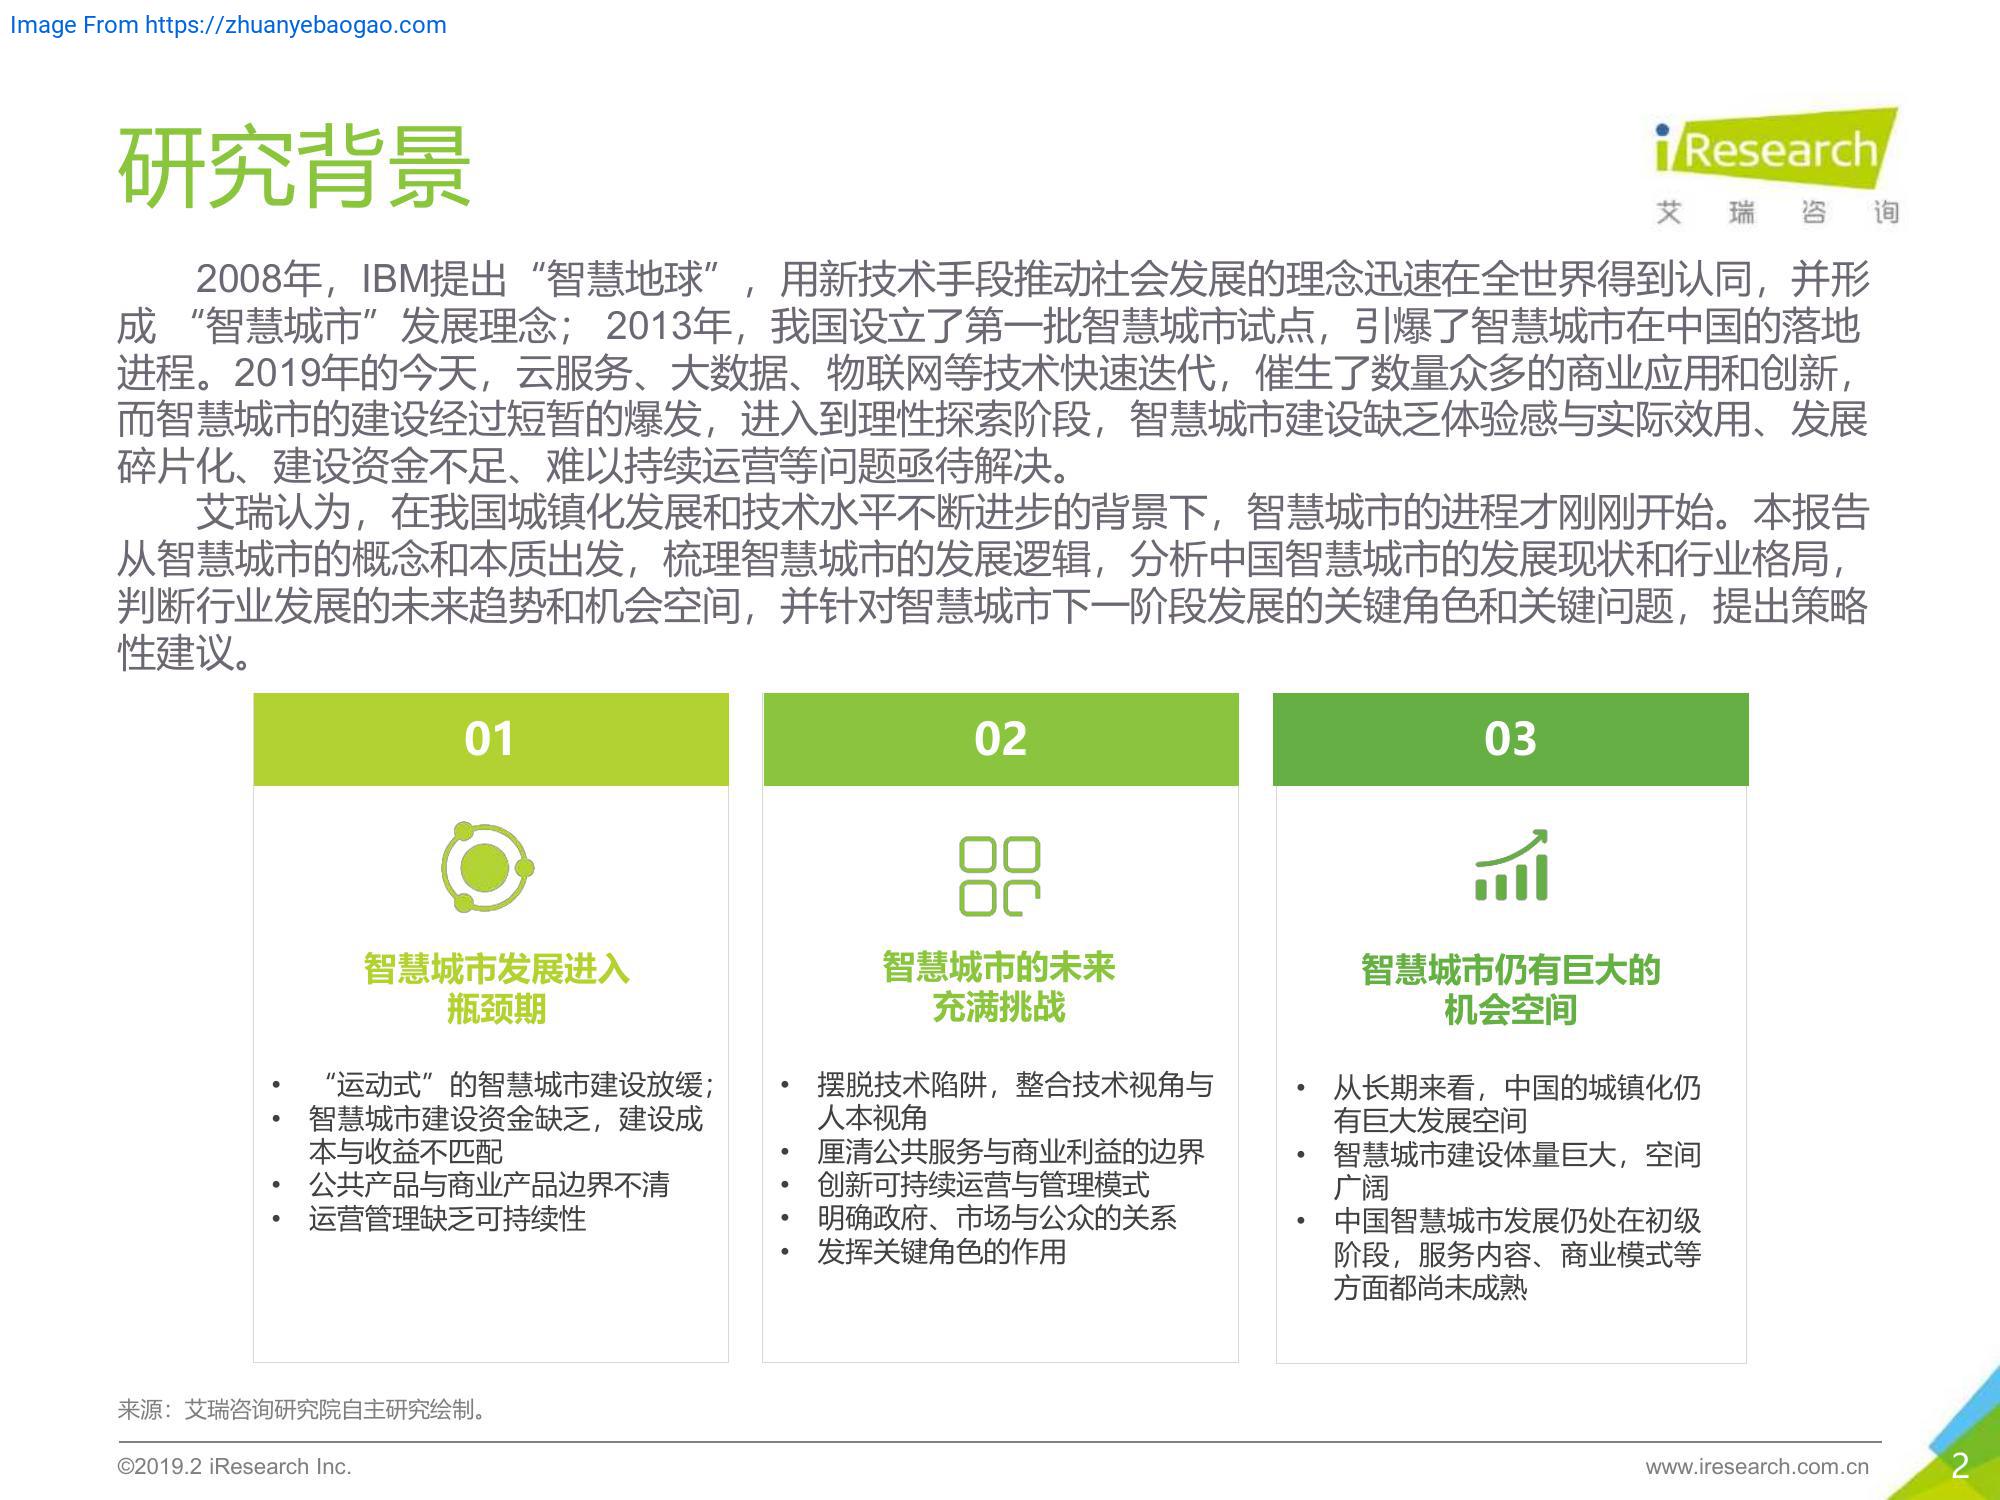 Image From https://zhuanyebaogao.com
研究背景
iResearch
艾瑞咨询
2008年，IBM提出“智慧地球”，用新技术手段推动社会发展的理念迅速在全世界得到认同，并形
成“智慧城市”发展理念；2013年，我国设立了第一批智慧城市试点，引爆了智慧城市在中国的落地
进程。2019年的今天，云服务、大数据、物联网等技术快速迭代，催生了数量众多的商业应用和创新，
而智慧城市的建设经过短暂的爆发，进入到理性探索阶段，智慧城市建设缺乏体验感与实际效用、发展
碎片化、建设资金不足、难以持续运营等问题亟待解决。
艾瑞认为，在我国城镇化发展和技术水平不断进步的背景下，智慧城市的进程才刚刚开始。本报告
从智慧城市的概念和本质出发，梳理智慧城市的发展逻辑，分析中国智慧城市的发展现状和行业格局，
判断行业发展的未来趋势和机会空间，并针对智慧城市下一阶段发展的关键角色和关键问题，提出策略
性建议。
01
智慧城市发展进入
瓶颈期
• “运动式”的智慧城市建设放缓；
• 智慧城市建设资金缺乏，建设成
本与收益不匹配
• 公共产品与商业产品边界不清
• 运营管理缺乏可持续性
02
智慧城市的未来
充满挑战
• 摆脱技术陷阱，整合技术视角与
人本视角
• 厘清公共服务与商业利益的边界
• 创新可持续运营与管理模式
• 明确政府、市场与公众的关系
• 发挥关键角色的作用
03
智慧城市仍有巨大的
机会空间
• 从长期来看，中国的城镇化仍
有巨大发展空间
• 智慧城市建设体量巨大，空间
广阔
• 中国智慧城市发展仍处在初级
阶段，服务内容、商业模式等
方面都尚未成熟
来源：艾瑞咨询研究院自主研究绘制。
©2019.2 iResearch Inc.
www.iresearch.com.cn
2